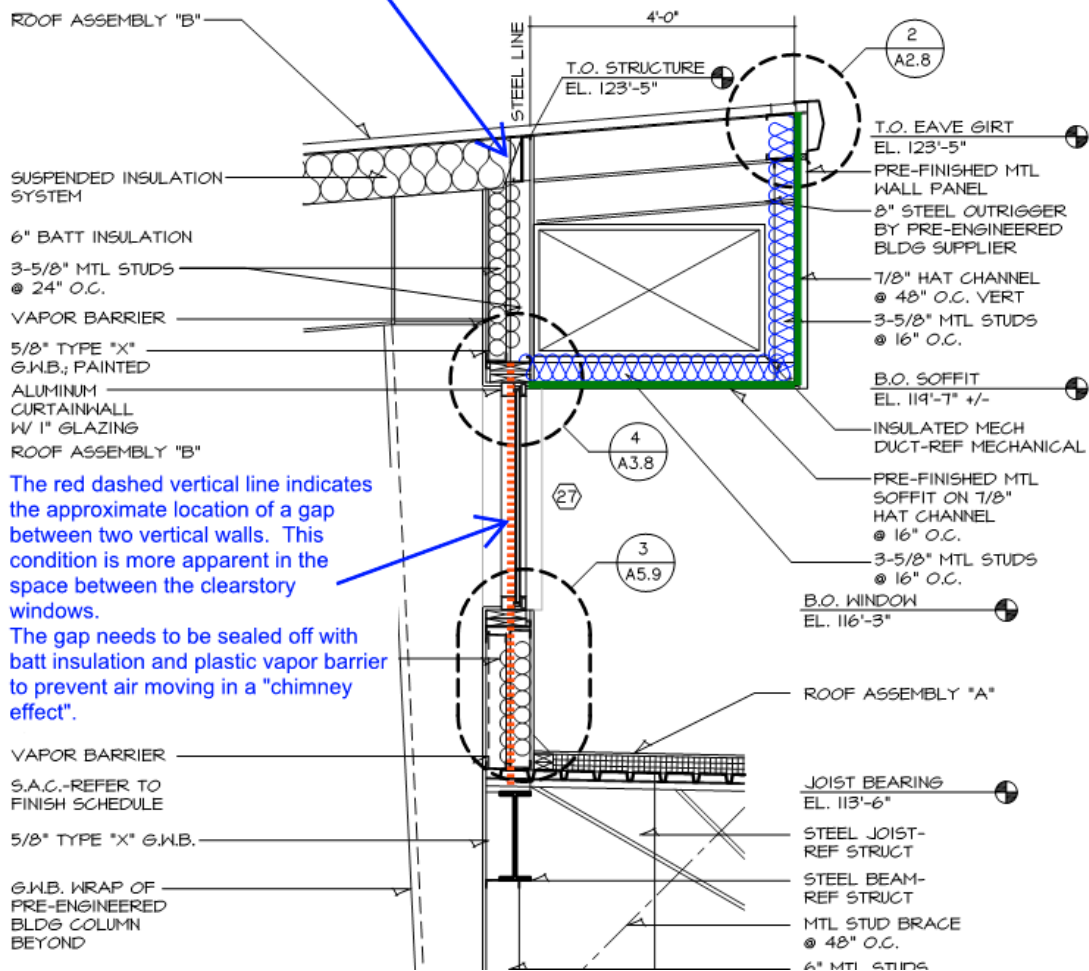 ROOF ASSEMBLY "B"
SUSPENDED INSULATION
SYSTEM
6" BATT INSULATION
3-5/8" MTL STUDS
@ 24" O.C.
VAPOR BARRIER
5/8" TYPE "X"
G.W.B.; PAINTED
ALUMINUM
CURTAINWALL
W/ 1" GLAZING
ROOF ASSEMBLY "B"
The red dashed vertical line indicates
the approximate location of a gap
between two vertical walls.  This
condition is more apparent in the
space between the clearstory
windows.
The gap needs to be sealed off with
batt insulation and plastic vapor barrier
to prevent air moving in a "chimney
effect".
VAPOR BARRIER
S.A.C.-REFER TO
FINISH SCHEDULE
5/8" TYPE "X" G.W.B.
G.W.B. WRAP OF
PRE-ENGINEERED
BLDG COLUMN
BEYOND
STEEL LINE
4'-0"
T.O. STRUCTURE
EL. 123'-5"
2
A2.8
4
A3.8
27
3
A5.9
T.O. EAVE GIRT
EL. 123'-5"
PRE-FINISHED MTL
WALL PANEL
8" STEEL OUTRIGGER
BY PRE-ENGINEERED
BLDG SUPPLIER
7/8" HAT CHANNEL
@ 48" O.C. VERT
3-5/8" MTL STUDS
@ 16" O.C.
B.O. SOFFIT
EL. 119'-7" +/-
INSULATED MECH
DUCT-REF MECHANICAL
PRE-FINISHED MTL
SOFFIT ON 7/8"
HAT CHANNEL
@ 16" O.C.
3-5/8" MTL STUDS
@ 16" O.C.
B.O. WINDOW
EL. 116'-3"
ROOF ASSEMBLY "A"
JOIST BEARING
EL. 113'-6"
STEEL JOIST-
REF STRUCT
STEEL BEAM-
REF STRUCT
MTL STUD BRACE
@ 48" O.C.
6" MTL STUDS